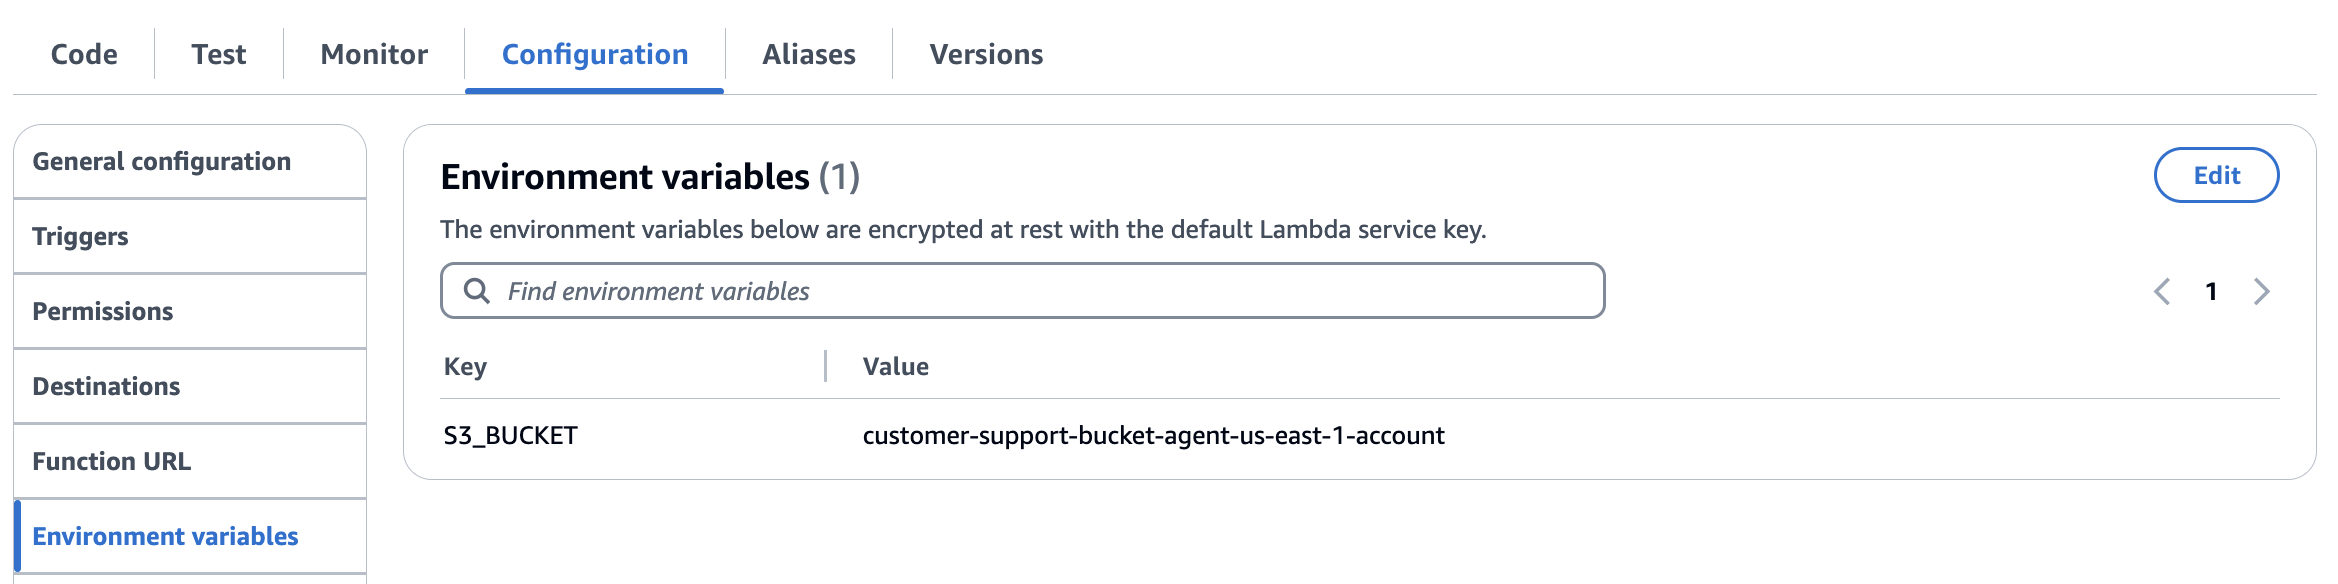 Code
Test
Monitor
Configuration
Aliases
Versions
General configuration
Triggers
Permissions
Destinations
Function URL
Environment variables
Environment variables (1)
Edit
The environment variables below are encrypted at rest with the default Lambda service key.
Find environment variables
1
Key
Value
S3_BUCKET
customer-support-bucket-agent-us-east-1-account